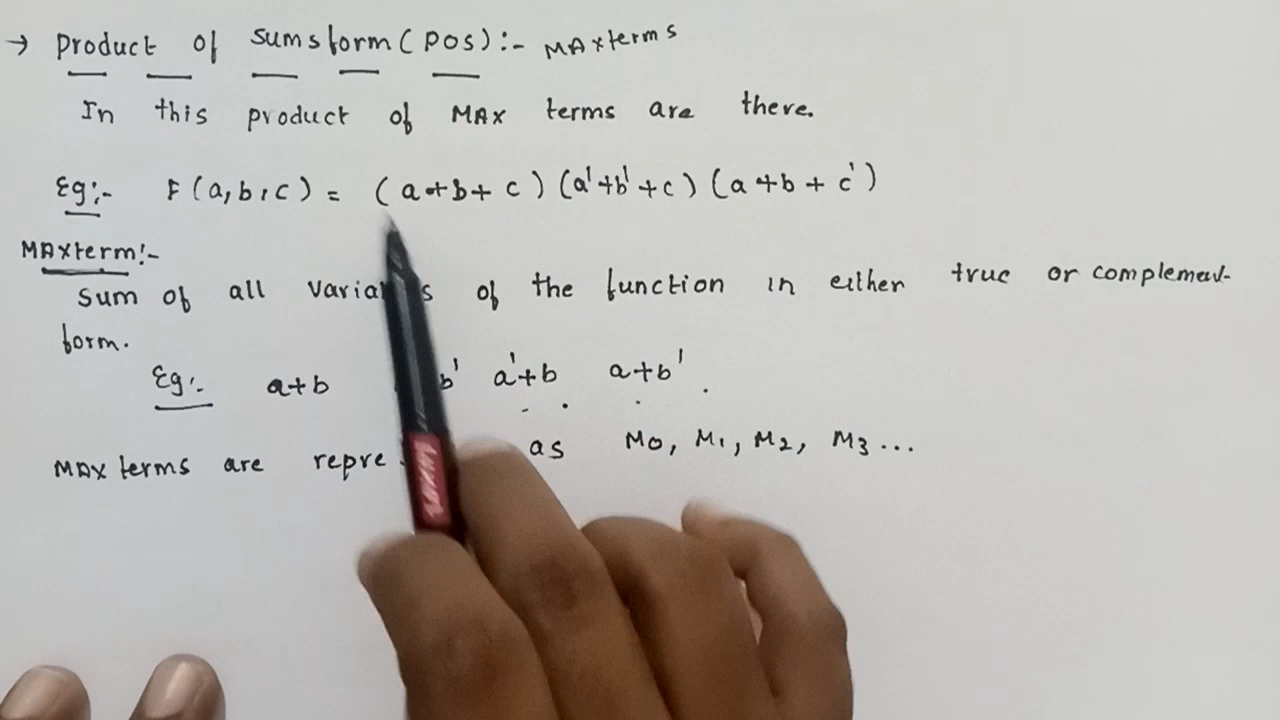 → Product of sums form (POS):- MAXterms
In this product of MAX terms are there.
Eg:- F(a,b,c) = (a+b+c)(a'+b'+c)(a+b+c')
MAXterm:-
Sum of all of the function in either true or complement-
form.
Eg:- a+b b' a'+b a+b'.
MAX terms are as M0, M1, M2, M3...